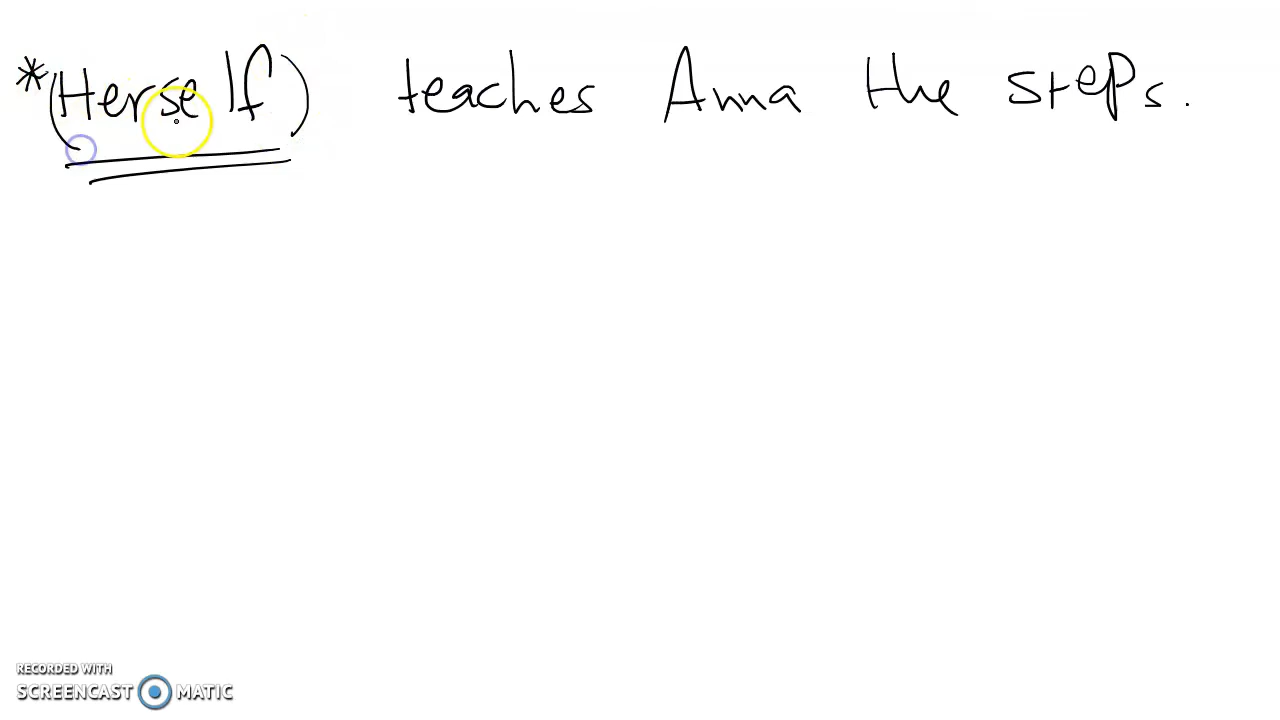 *(Herself) teaches Anna the steps.
RECORDED WITH
SCREENCAST MATIC